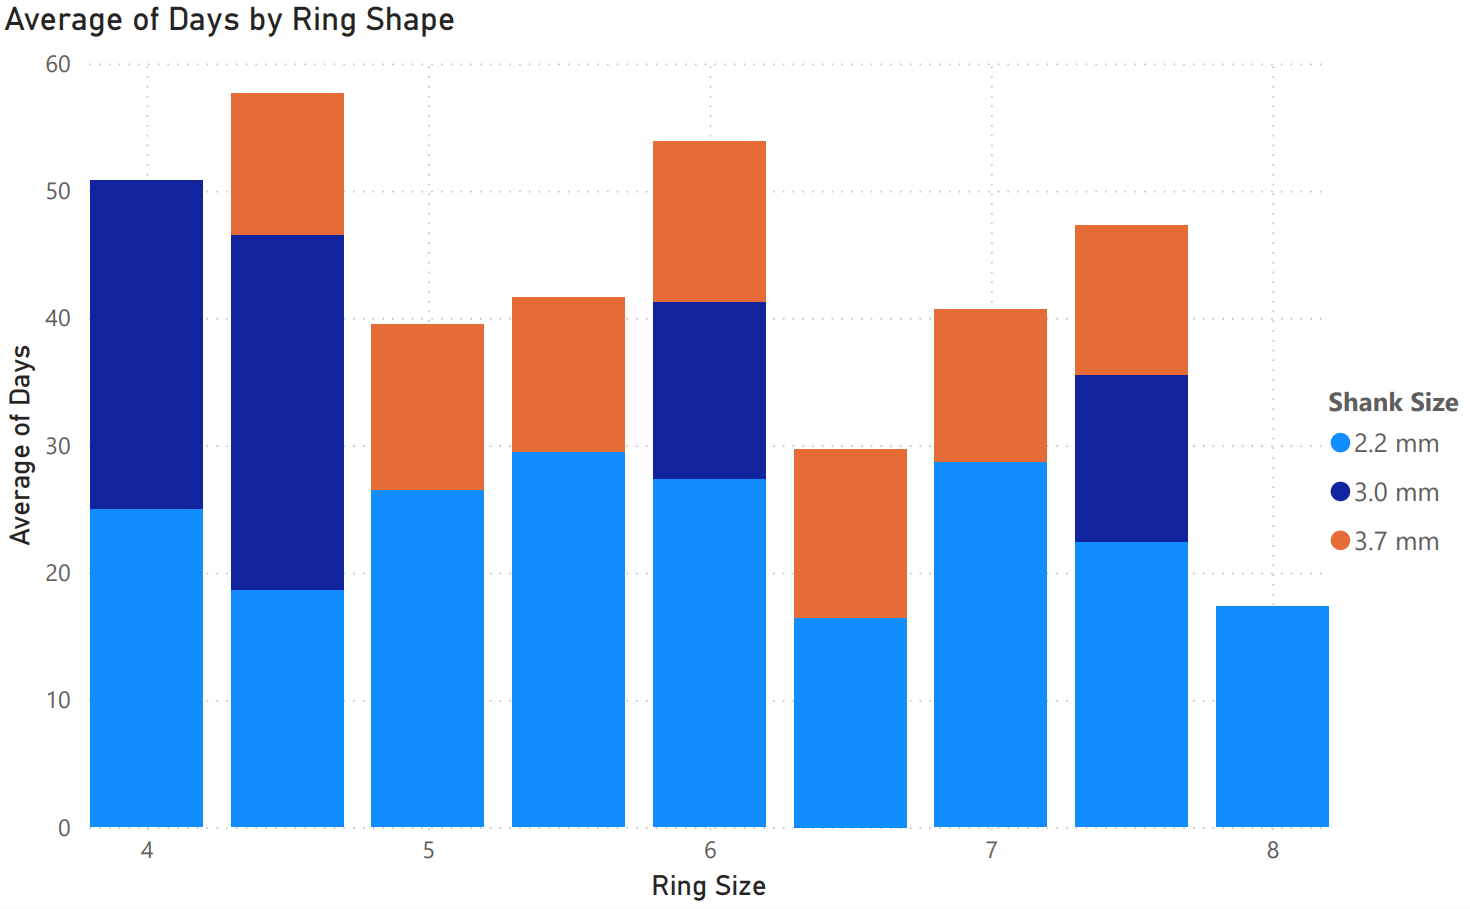 Average of Days by Ring Shape
60
50
40
30
20
10
0
Average of Days
4 5 6 7 8
Ring Size
Shank Size
2.2 mm
3.0 mm
3.7 mm